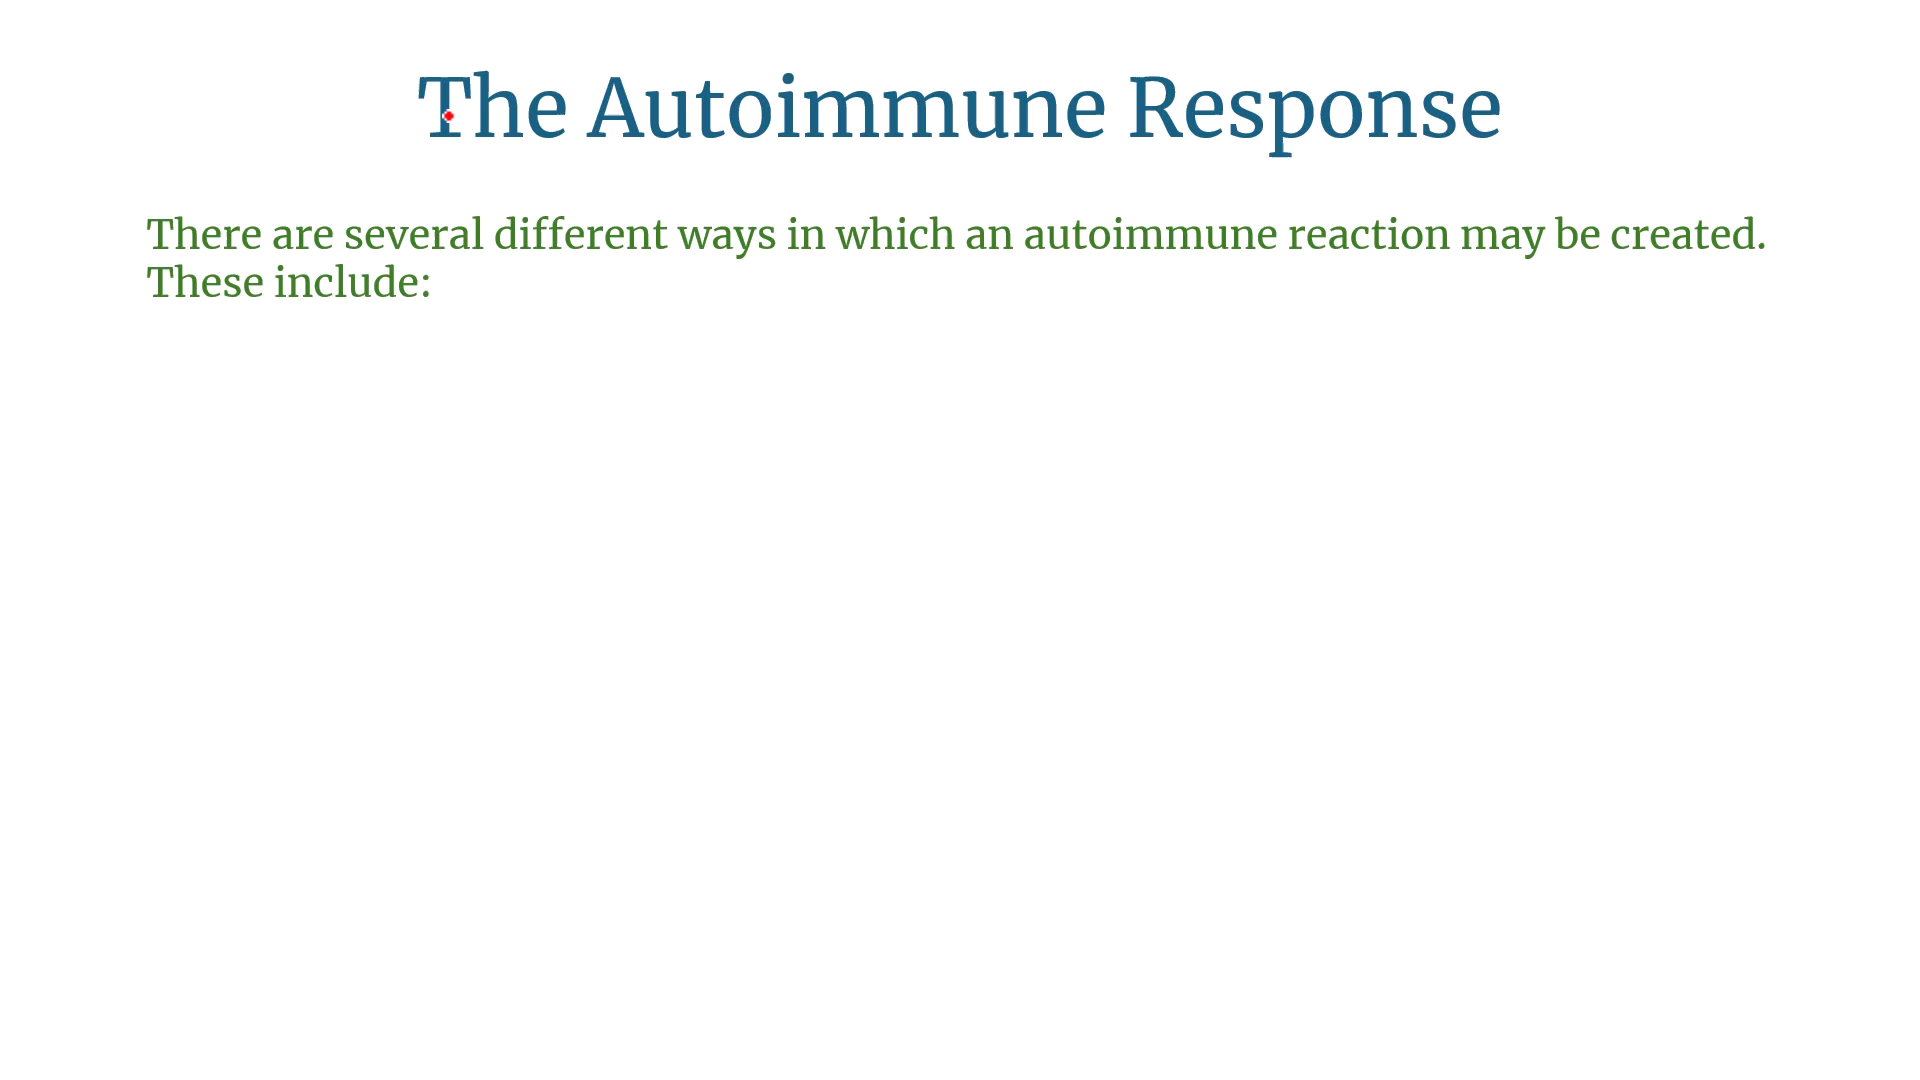 The Autoimmune Response
There are several different ways in which an autoimmune reaction may be created.
These include: